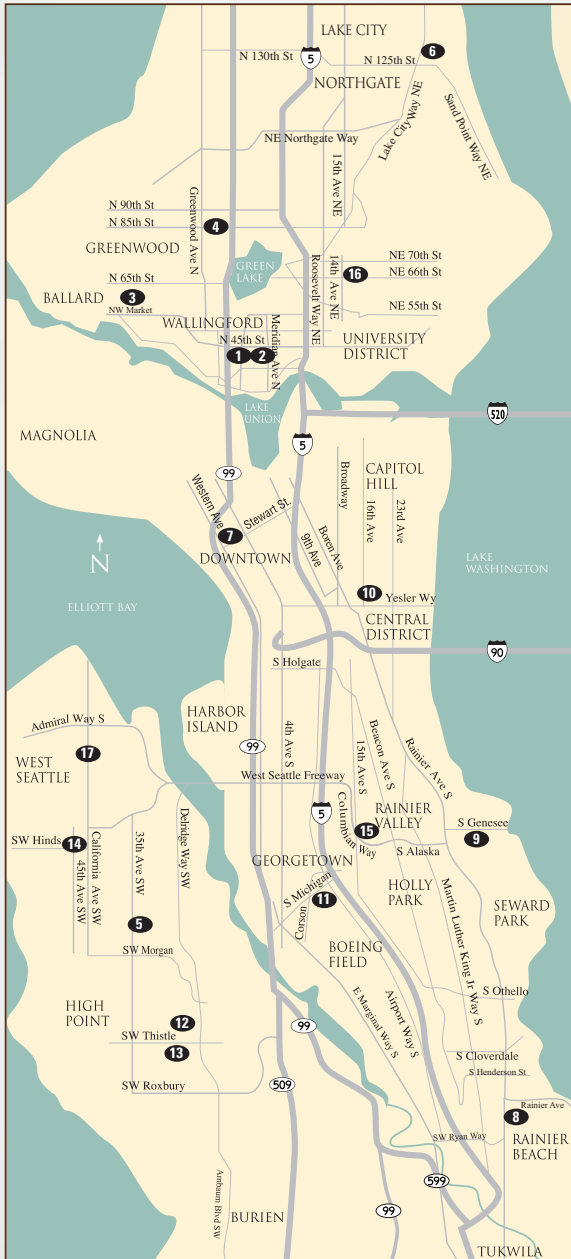 LAKE CITY
6
N 130th St
5
N 125th St
NORTHGATE
Lake City Way NE
Sand Point Way NE
NE Northgate Way
15th Ave NE
Greenwood Ave N
N 90th St
N 85th St
4
GREENWOOD
GREEN
LAKE
Roosevelt Way NE
14th Ave NE
NE 70th St
16
NE 66th St
N 65th St
BALLARD
3
NW Market
NE 55th St
WALLINGFORD
Meridian Ave N
UNIVERSITY
DISTRICT
N 45th St
1
2
LAKE
UNION
520
MAGNOLIA
5
99
Western Ave
Stewart St.
7
DOWNTOWN
9th Ave
Boren Ave
Broadway
CAPITOL
HILL
16th Ave
23rd Ave
LAKE
WASHINGTON
N
ELLIOTT BAY
10
Yesler Wy
CENTRAL
DISTRICT
90
S Holgate
HARBOR
ISLAND
Admiral Way S
17
WEST
SEATTLE
99
4th Ave S
15th Ave S
Beacon Ave S
Rainier Ave S
West Seattle Freeway
5
Columbian Way
RAINIER
VALLEY
15
S Genesee
9
S Alaska
SW Hinds
14
45th Ave SW
California Ave SW
35th Ave SW
Delridge Way SW
GEORGETOWN
S Michigan
11
Corson
HOLLY
PARK
Martin Luther King Jr Way S
SEWARD
PARK
5
SW Morgan
BOEING
FIELD
E Marginal Way S
Airport Way S
S Othello
HIGH
POINT
12
SW Thistle
13
99
S Cloverdale
S Henderson St
SW Roxbury
509
Rainier Ave
8
SW Ryan Way
RAINIER
BEACH
Ambaum Blvd SW
599
BURIEN
99
TUKWILA